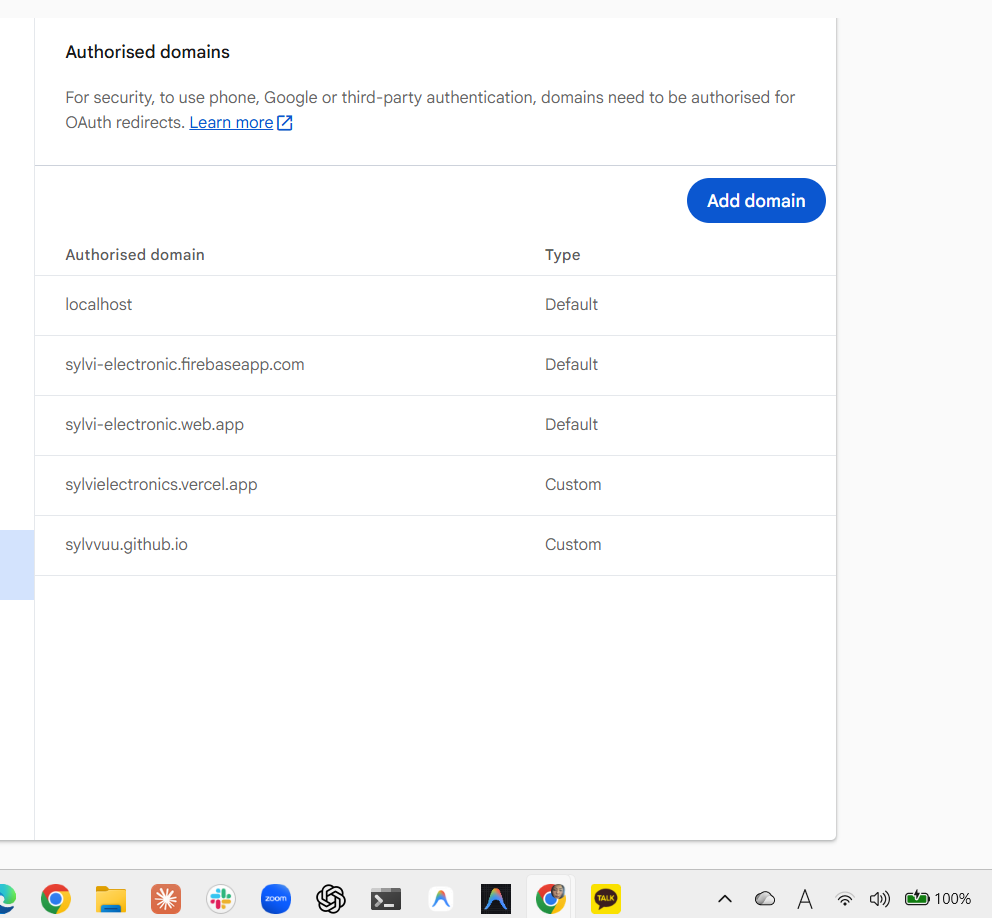 Authorised domains
For security, to use phone, Google or third-party authentication, domains need to be authorised for
OAuth redirects. Learn more
Add domain
Authorised domain Type
localhost Default
sylvi-electronic.firebaseapp.com Default
sylvi-electronic.web.app Default
sylvielectronics.vercel.app Custom
sylvvuu.github.io Custom
zoom
TALK
A
100%